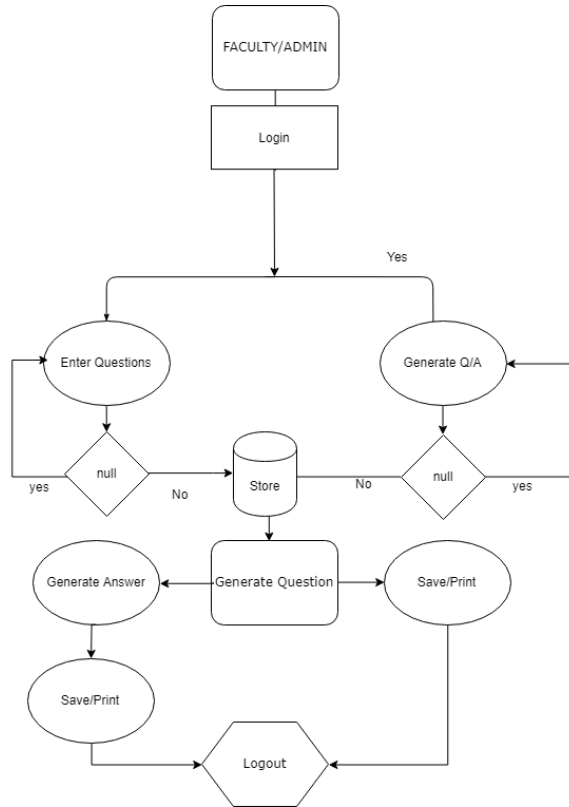 FACULTY/ADMIN
Login
Yes
Enter Questions
Generate Q/A
null
Store
null
yes
No
No
yes
Generate Answer
Generate Question
Save/Print
Save/Print
Logout